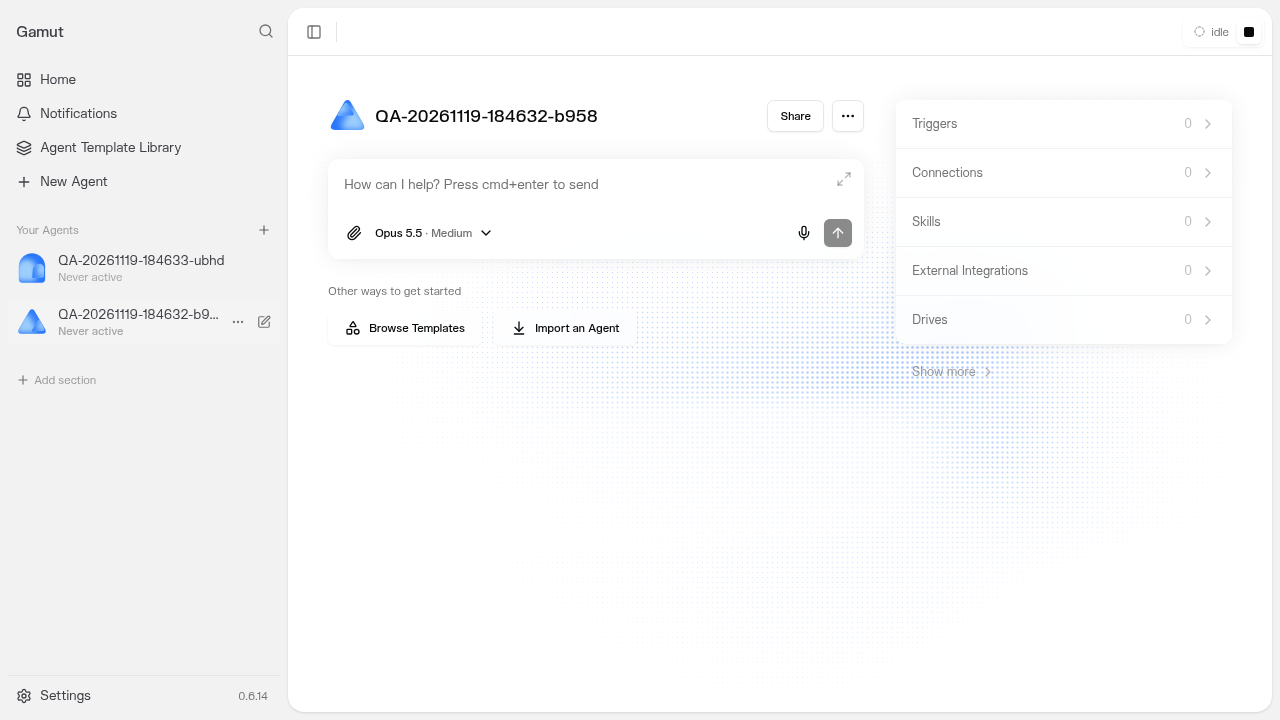 Gamut
Home
Notifications
Agent Template Library
New Agent
Your Agents
QA-20261119-184633-ubhd
Never active
QA-20261119-184632-b9...
Never active
Add section
Settings
0.6.14
idle
QA-20261119-184632-b958
Share
How can I help? Press cmd+enter to send
Opus 5.5 · Medium
Other ways to get started
Browse Templates
Import an Agent
Triggers 0
Connections 0
Skills 0
External Integrations 0
Drives 0
Show more